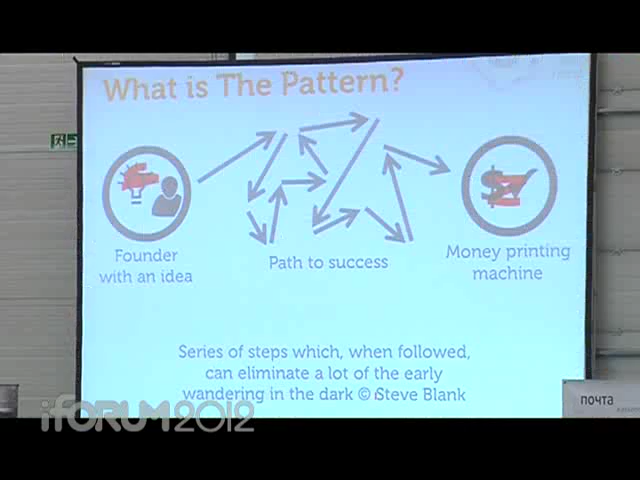 What is The Pattern?
Founder
with an idea
Path to success
Money printing
machine
Series of steps which, when followed,
can eliminate a lot of the early
wandering in the dark © Steve Blank
iFORUM2012
почта